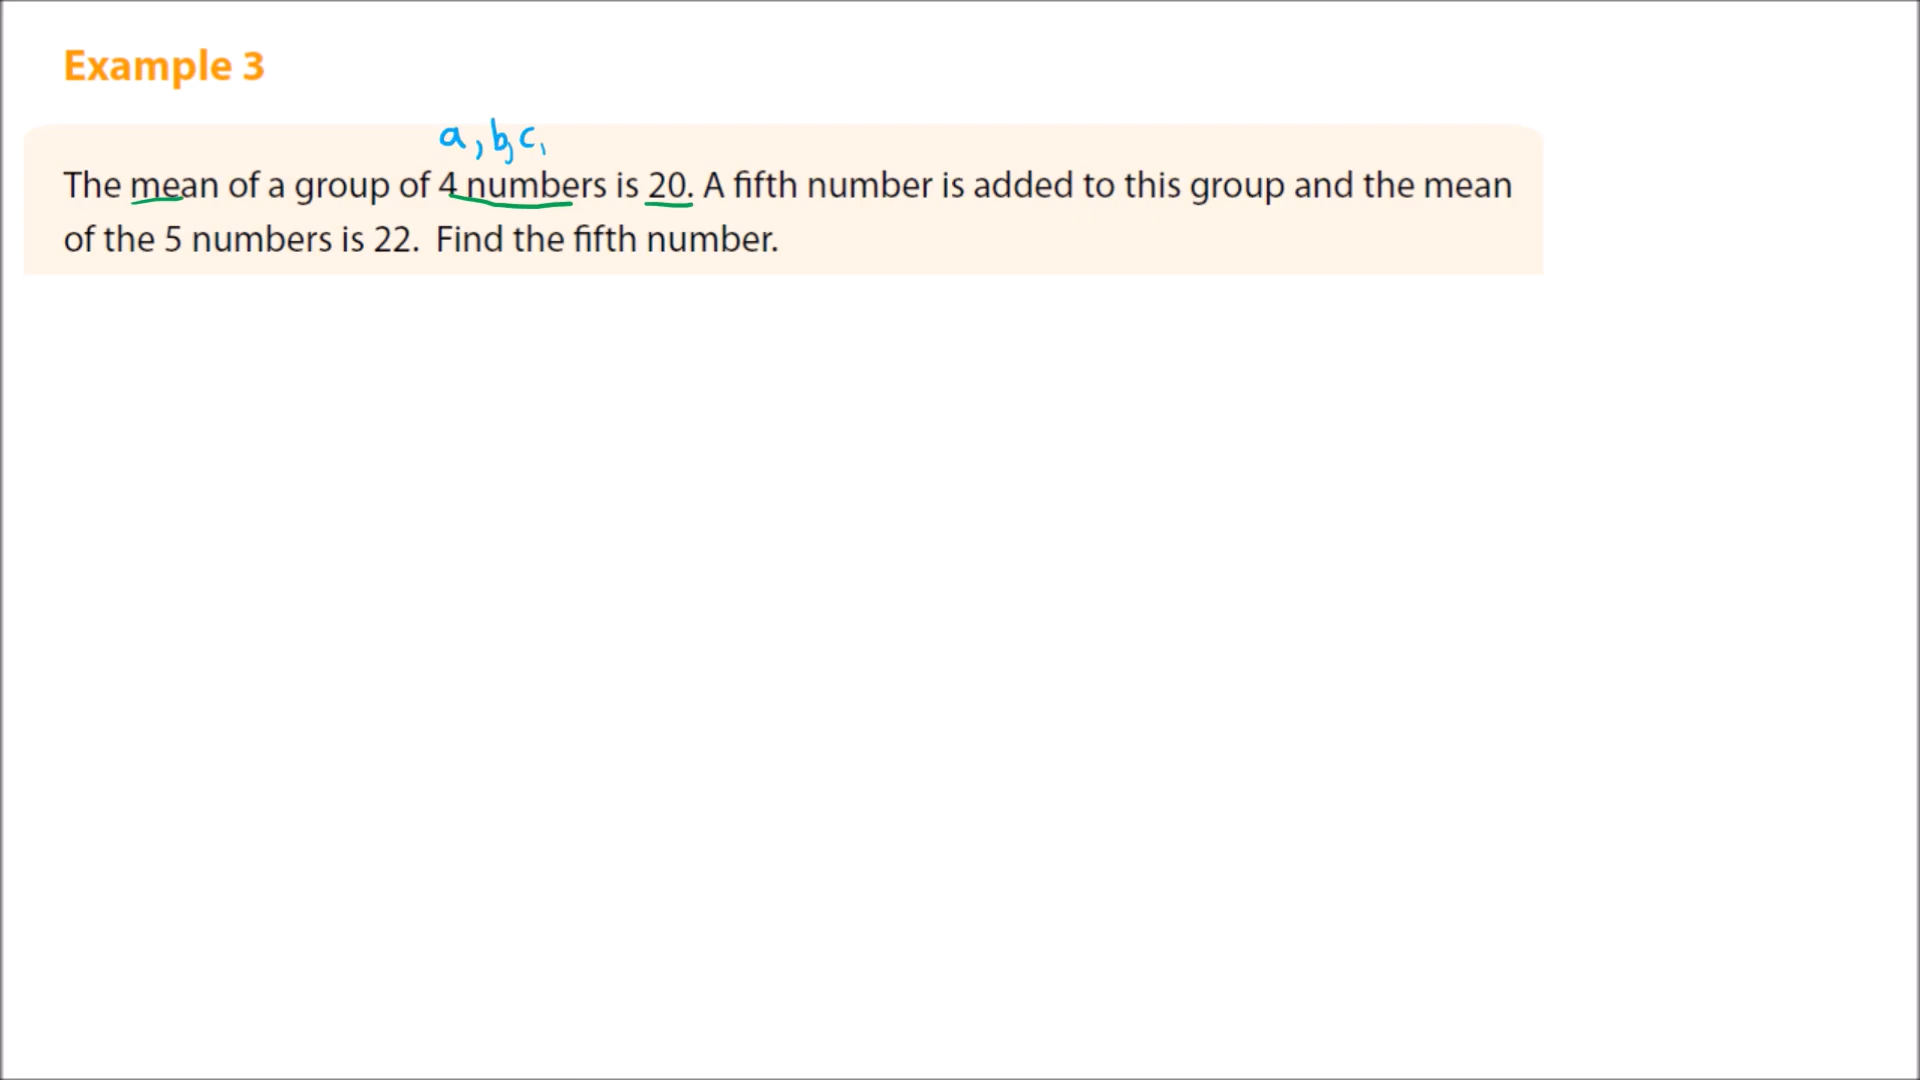 Example 3
a, b, c,
The mean of a group of 4 numbers is 20. A fifth number is added to this group and the mean
of the 5 numbers is 22. Find the fifth number.